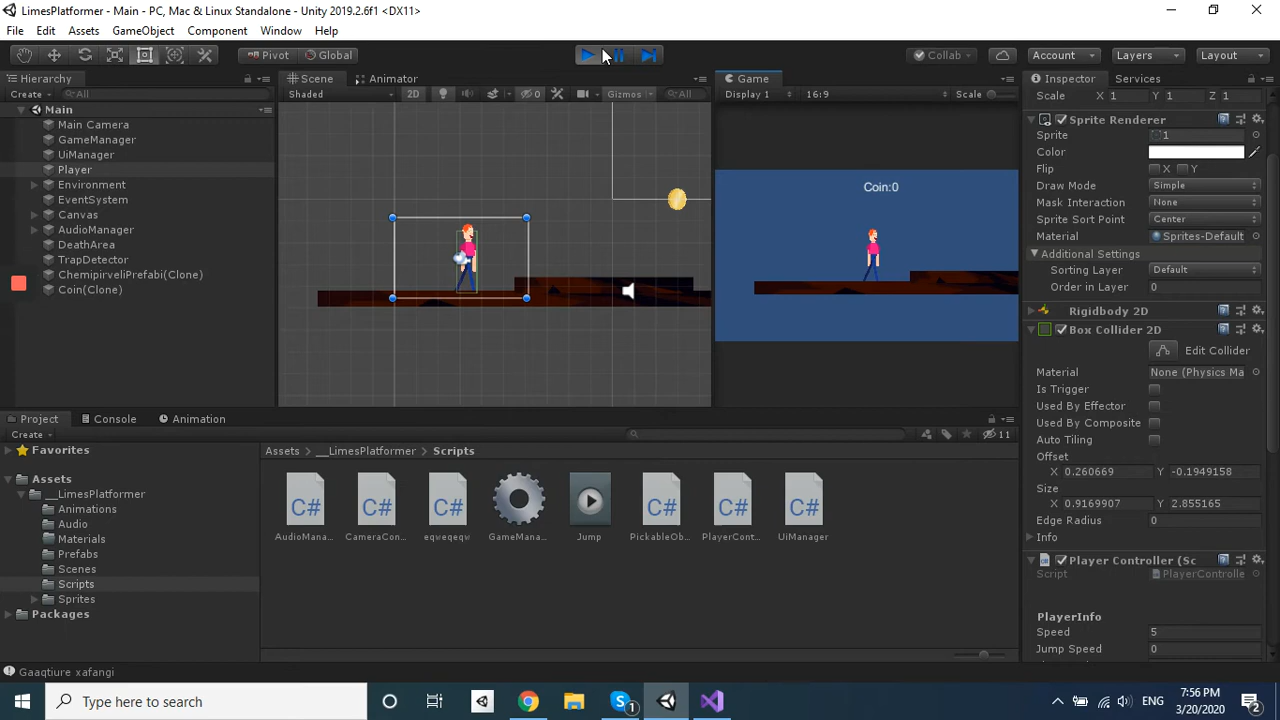 LimesPlatformer - Main - PC, Mac & Linux Standalone - Unity 2019.2.6f1 <DX11>
File Edit Assets GameObject Component Window Help
Pivot Global Collab Account Layers Layout
Hierarchy Scene Animator Game Inspector Services
Create All Shaded 2D 0 Gizmos All Display 1 16:9 Scale
Scale X 1 Y 1 Z 1
Main
Main Camera
GameManager
UiManager
Player
Environment
EventSystem
Canvas
AudioManager
DeathArea
TrapDetector
ChemipirveliPrefabi(Clone)
Coin(Clone)
Coin:0
Sprite Renderer
Sprite 1
Color
Flip X Y
Draw Mode Simple
Mask Interaction None
Sprite Sort Point Center
Material Sprites-Default
Additional Settings
Sorting Layer Default
Order in Layer 0
Rigidbody 2D
Box Collider 2D
Edit Collider
Material None (Physics Ma
Is Trigger
Used By Effector
Used By Composite
Auto Tiling
Offset
X 0.260669 Y -0.1949158
Size
X 0.9169907 Y 2.855165
Edge Radius 0
Info
Player Controller (Sc
Script PlayerControlle
PlayerInfo
Speed 5
Jump Speed 0
Project Console Animation
Create 11
Favorites
Assets
__LimesPlatformer
Animations
Audio
Materials
Prefabs
Scenes
Scripts
Sprites
Packages
Assets __LimesPlatformer Scripts
C# C# C# C# C# C#
AudioMana... CameraCon... eqweqeqw GameMana... Jump PickableOb... PlayerCont... UiManager
Gaaqtiure xafangi
Type here to search
1
ENG
7:56 PM
3/20/2020
2